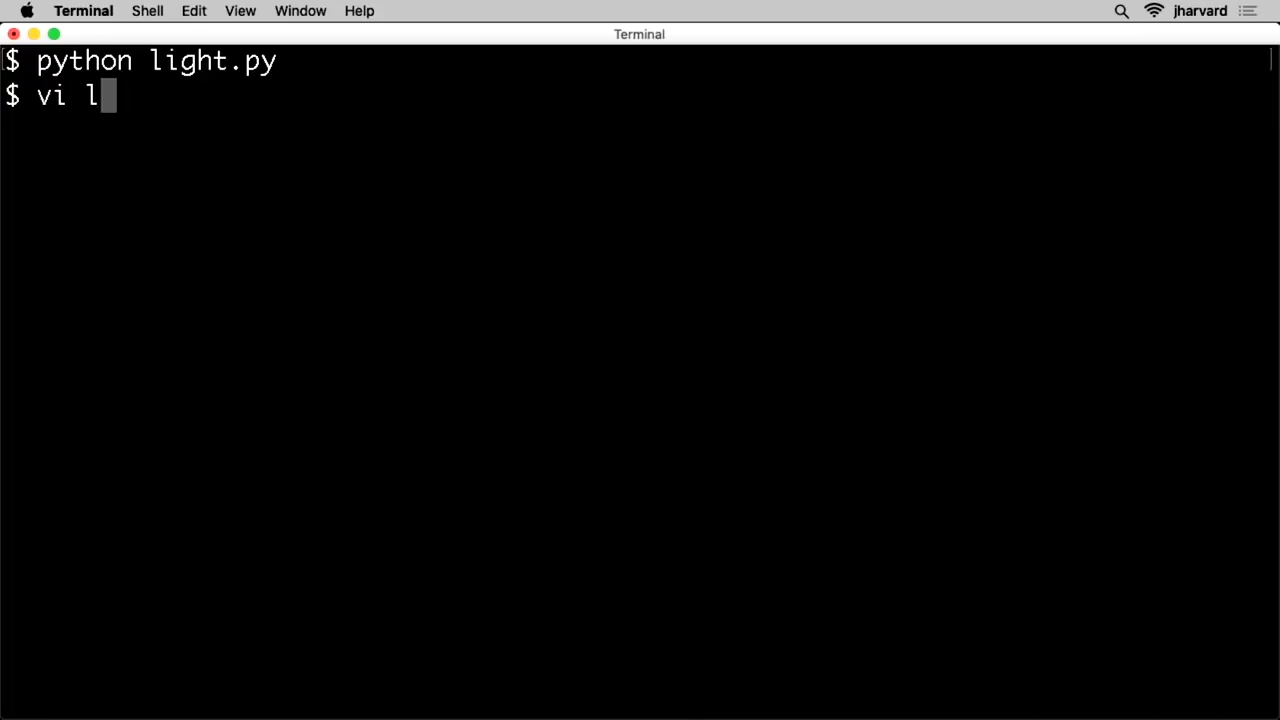 Terminal Shell Edit View Window Help jharvard
Terminal
$ python light.py
$ vi l